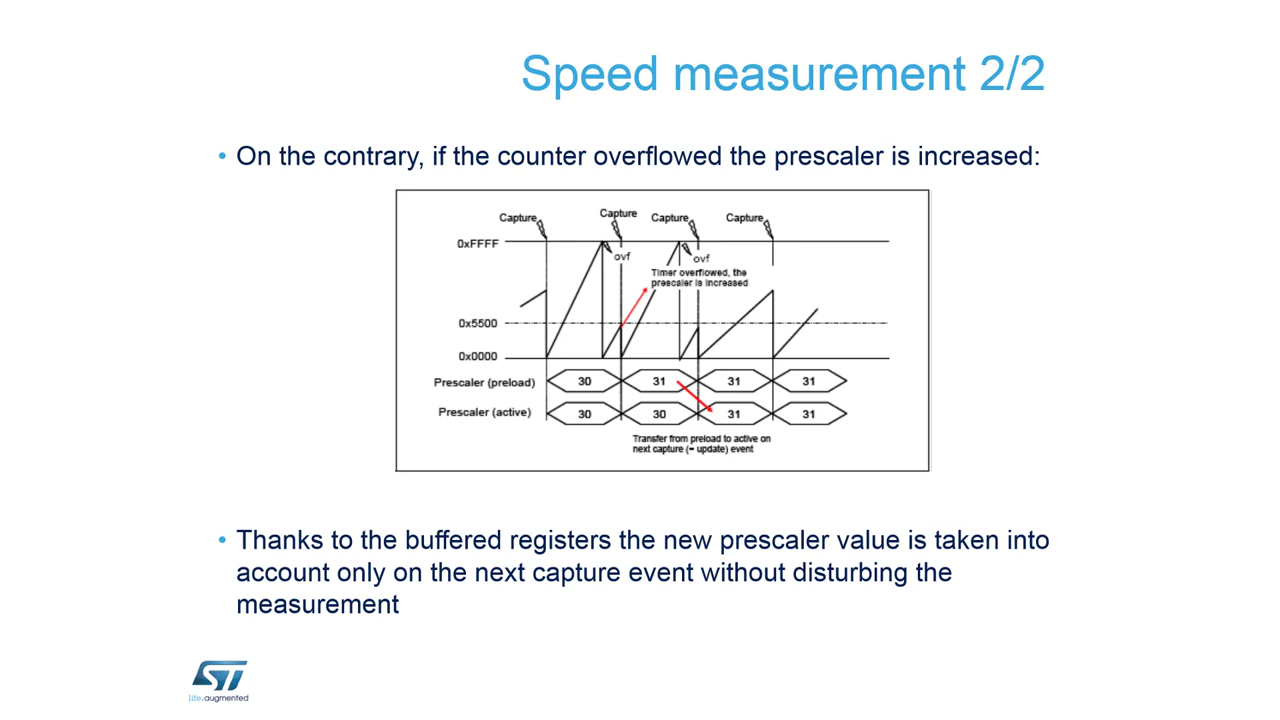 Speed measurement 2/2
• On the contrary, if the counter overflowed the prescaler is increased:
Capture Capture Capture Capture
0xFFFF
ovf ovf
Timer overflowed, the
prescaler is increased
0x5500
0x0000
Prescaler (preload) 30 31 31 31
Prescaler (active) 30 30 31 31
Transfer from preload to active on
next capture (= update) event
• Thanks to the buffered registers the new prescaler value is taken into
account only on the next capture event without disturbing the
measurement
ST
life.augmented